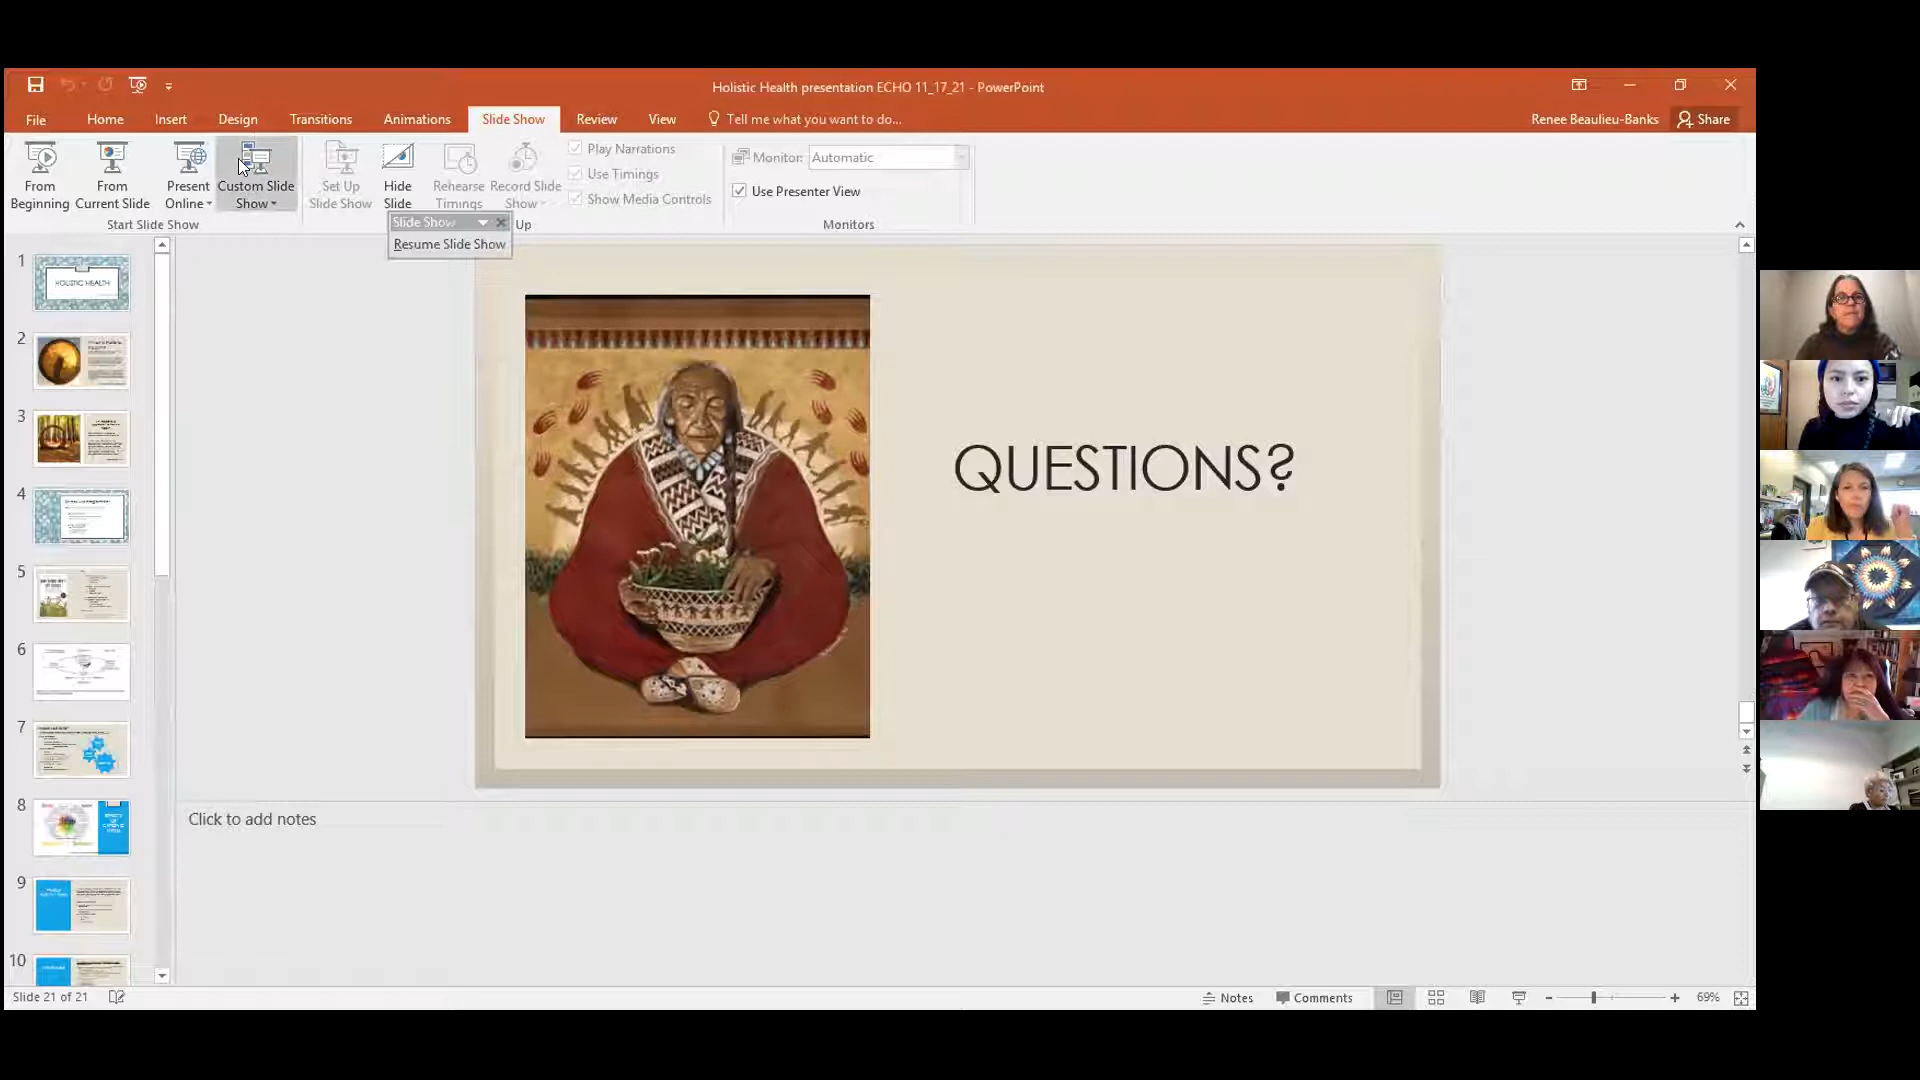 Holistic Health presentation ECHO 11_17_21 - PowerPoint
File Home Insert Design Transitions Animations Slide Show Review View Tell me what you want to do... Renee Beaulieu-Banks Share
From Beginning
From Current Slide
Present Online
Custom Slide Show
Set Up Slide Show
Hide Slide
Rehearse Timings
Record Slide Show
Play Narrations
Use Timings
Show Media Controls
Monitor: Automatic
Use Presenter View
Start Slide Show
Up
Monitors
Slide Show
Resume Slide Show
1
HOLISTIC HEALTH
2
3
4
5
6
7
8
9
10
QUESTIONS?
Click to add notes
Slide 21 of 21
Notes Comments 69%